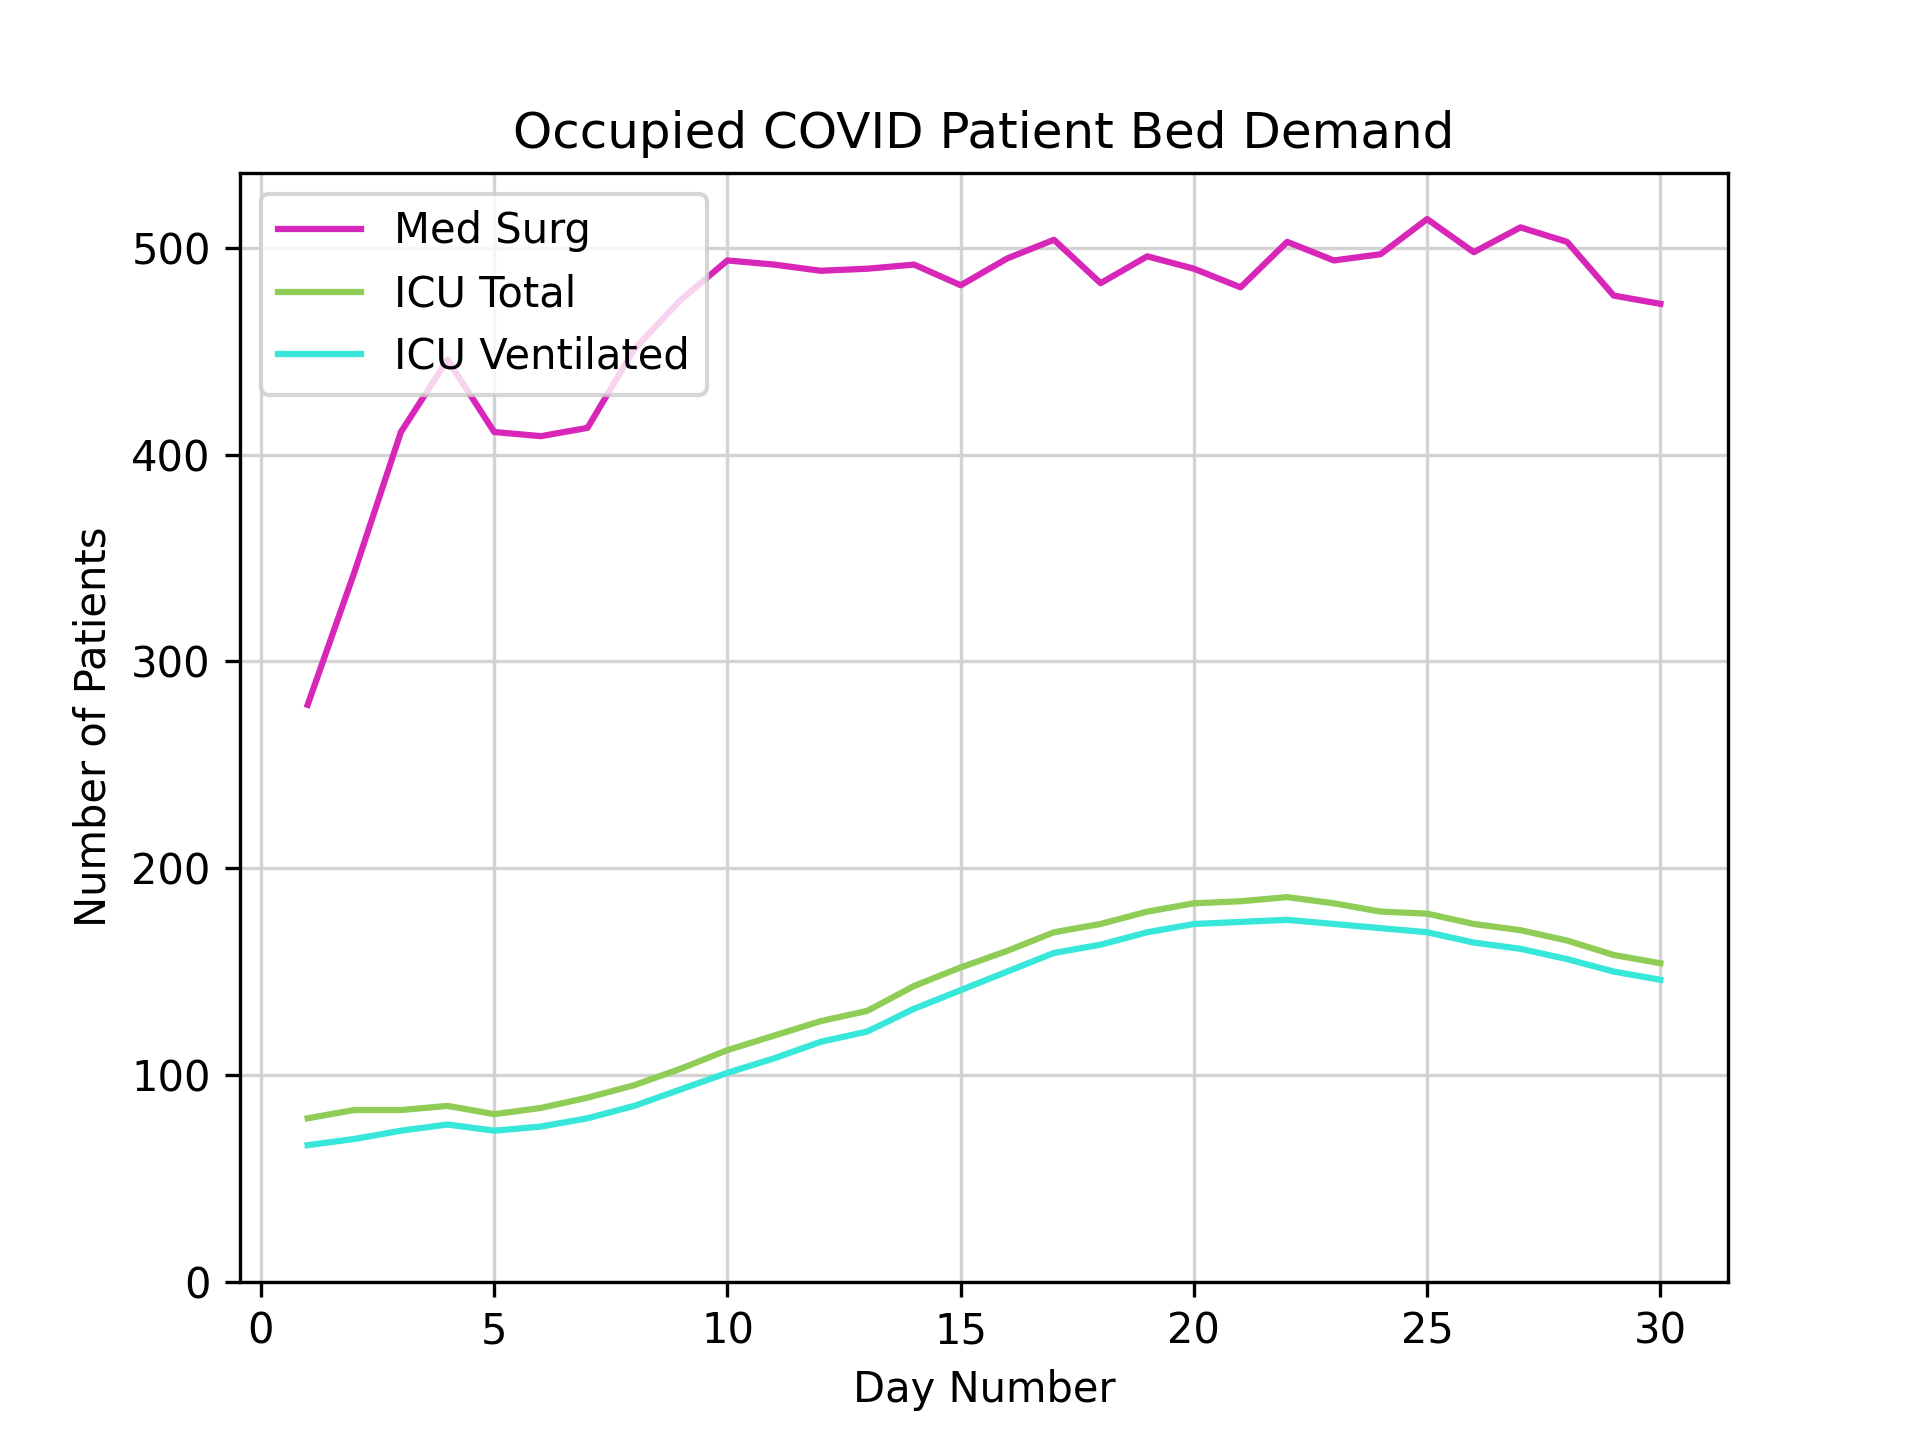 Occupied COVID Patient Bed Demand
Med Surg
ICU Total
ICU Ventilated
500
400
300
200
100
0
Number of Patients
0 5 10 15 20 25 30
Day Number